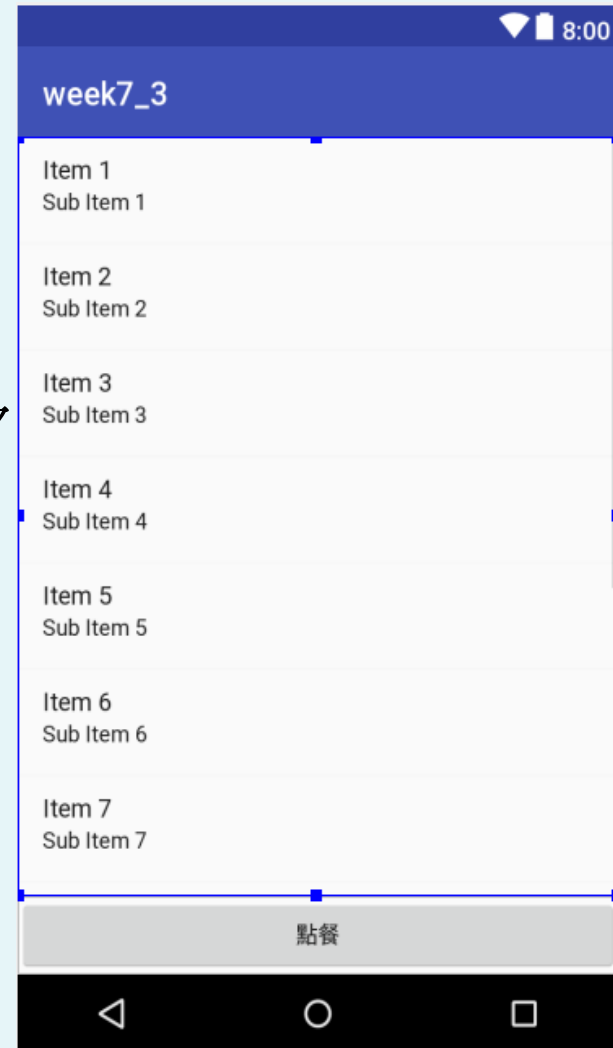 8:00
week7_3
Item 1
Sub Item 1
Item 2
Sub Item 2
Item 3
Sub Item 3
Item 4
Sub Item 4
Item 5
Sub Item 5
Item 6
Sub Item 6
Item 7
Sub Item 7
點餐